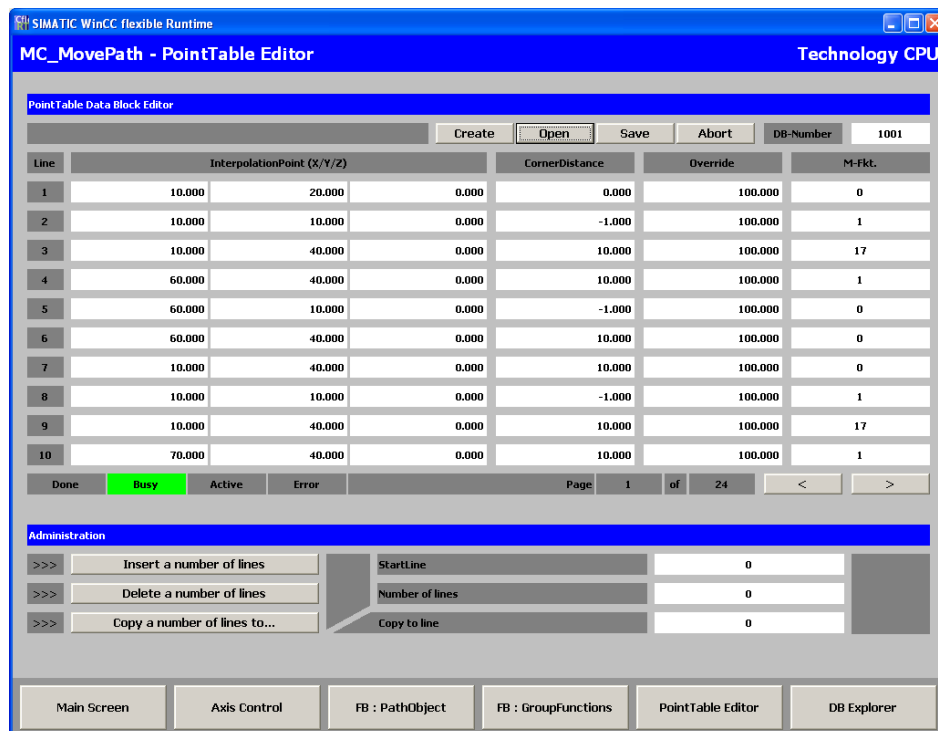 SIMATIC WinCC flexible Runtime
MC_MovePath - PointTable Editor Technology CPU
PointTable Data Block Editor
Create Open Save Abort DB-Number 1001
Line InterpolationPoint (X/Y/Z) CornerDistance Override M-Fkt.
1 10.000 20.000 0.000 0.000 100.000 0
2 10.000 10.000 0.000 -1.000 100.000 1
3 10.000 40.000 0.000 10.000 100.000 17
4 60.000 40.000 0.000 10.000 100.000 1
5 60.000 10.000 0.000 -1.000 100.000 0
6 60.000 40.000 0.000 10.000 100.000 0
7 10.000 40.000 0.000 10.000 100.000 0
8 10.000 10.000 0.000 -1.000 100.000 1
9 10.000 40.000 0.000 10.000 100.000 17
10 70.000 40.000 0.000 10.000 100.000 1
Done Busy Active Error Page 1 of 24 < >
Administration
>>> Insert a number of lines StartLine 0
>>> Delete a number of lines Number of lines 0
>>> Copy a number of lines to... Copy to line 0
Main Screen Axis Control FB : PathObject FB : GroupFunctions PointTable Editor DB Explorer